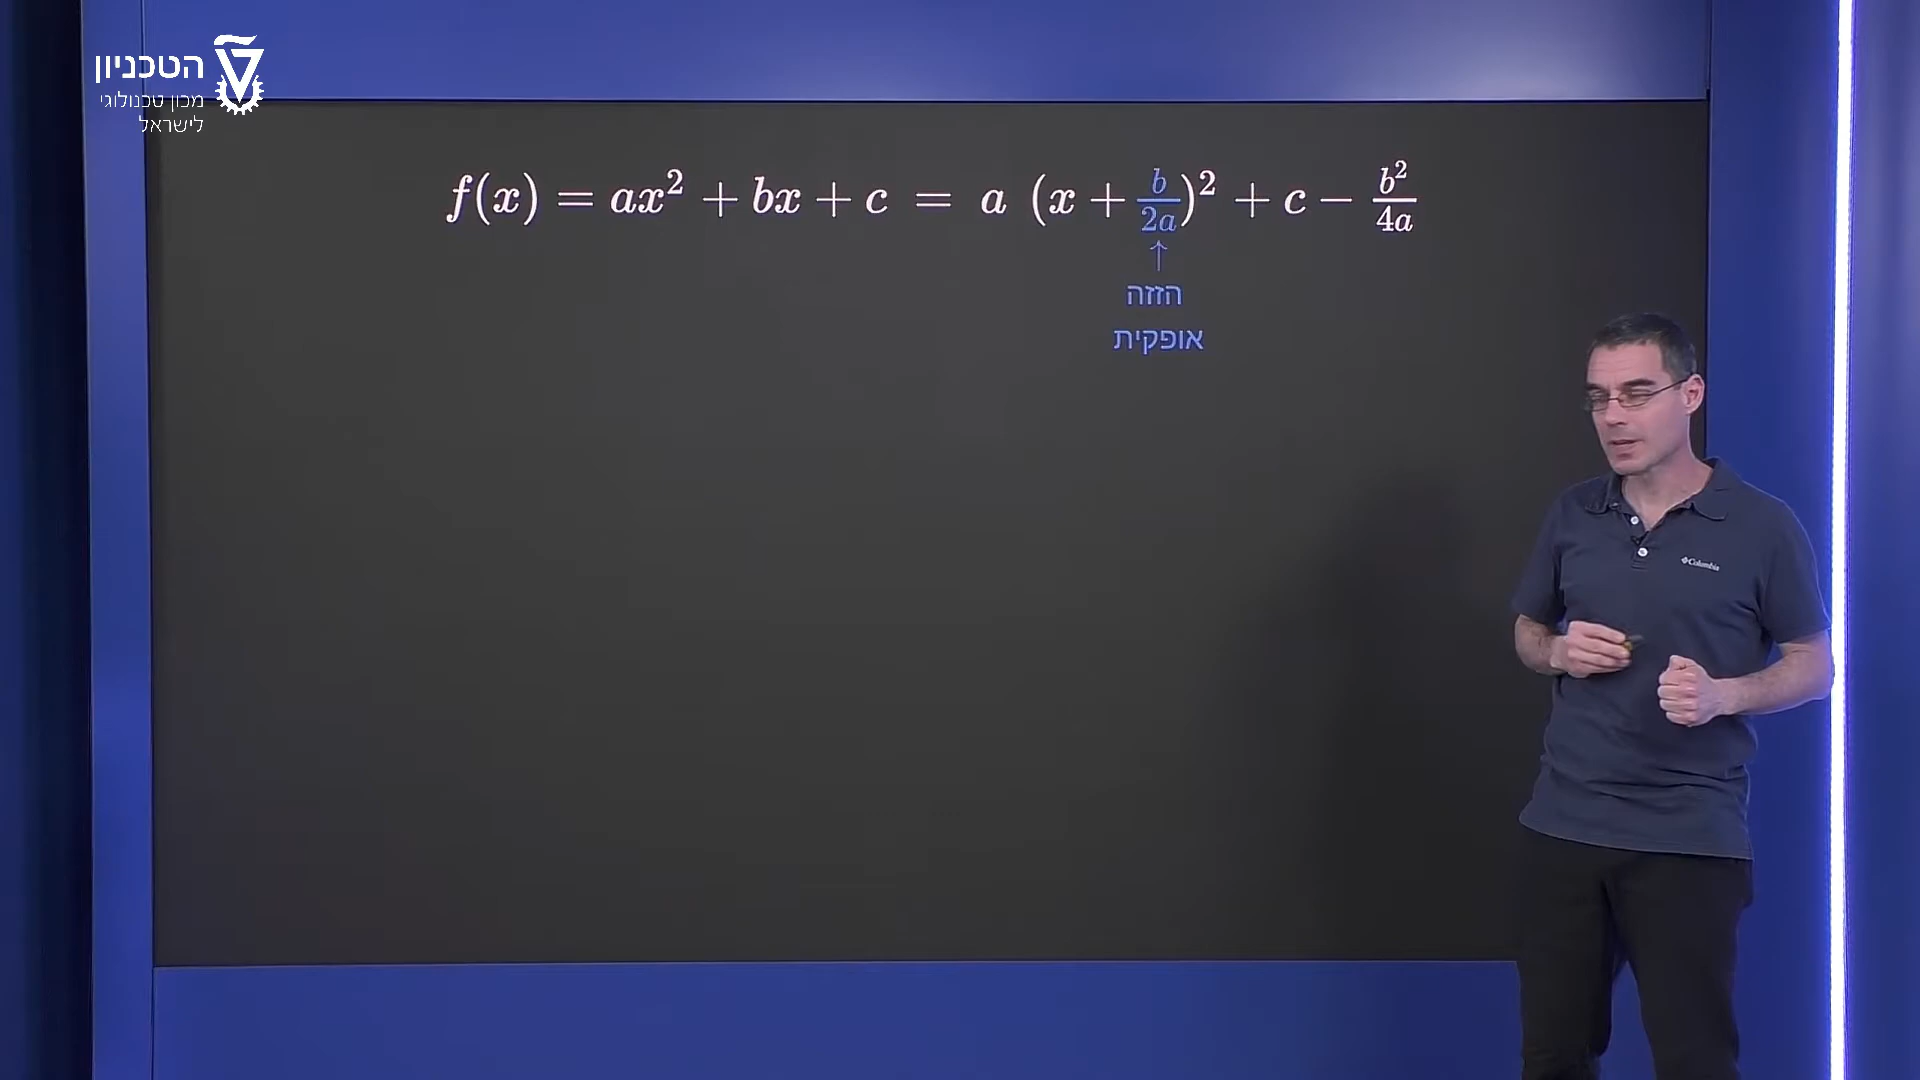 הטכניון
מכון טכנולוגי
לישראל
f(x) = ax² + bx + c = a (x + b/2a)² + c − b²/4a
↑
הזזה
אופקית
Columbia